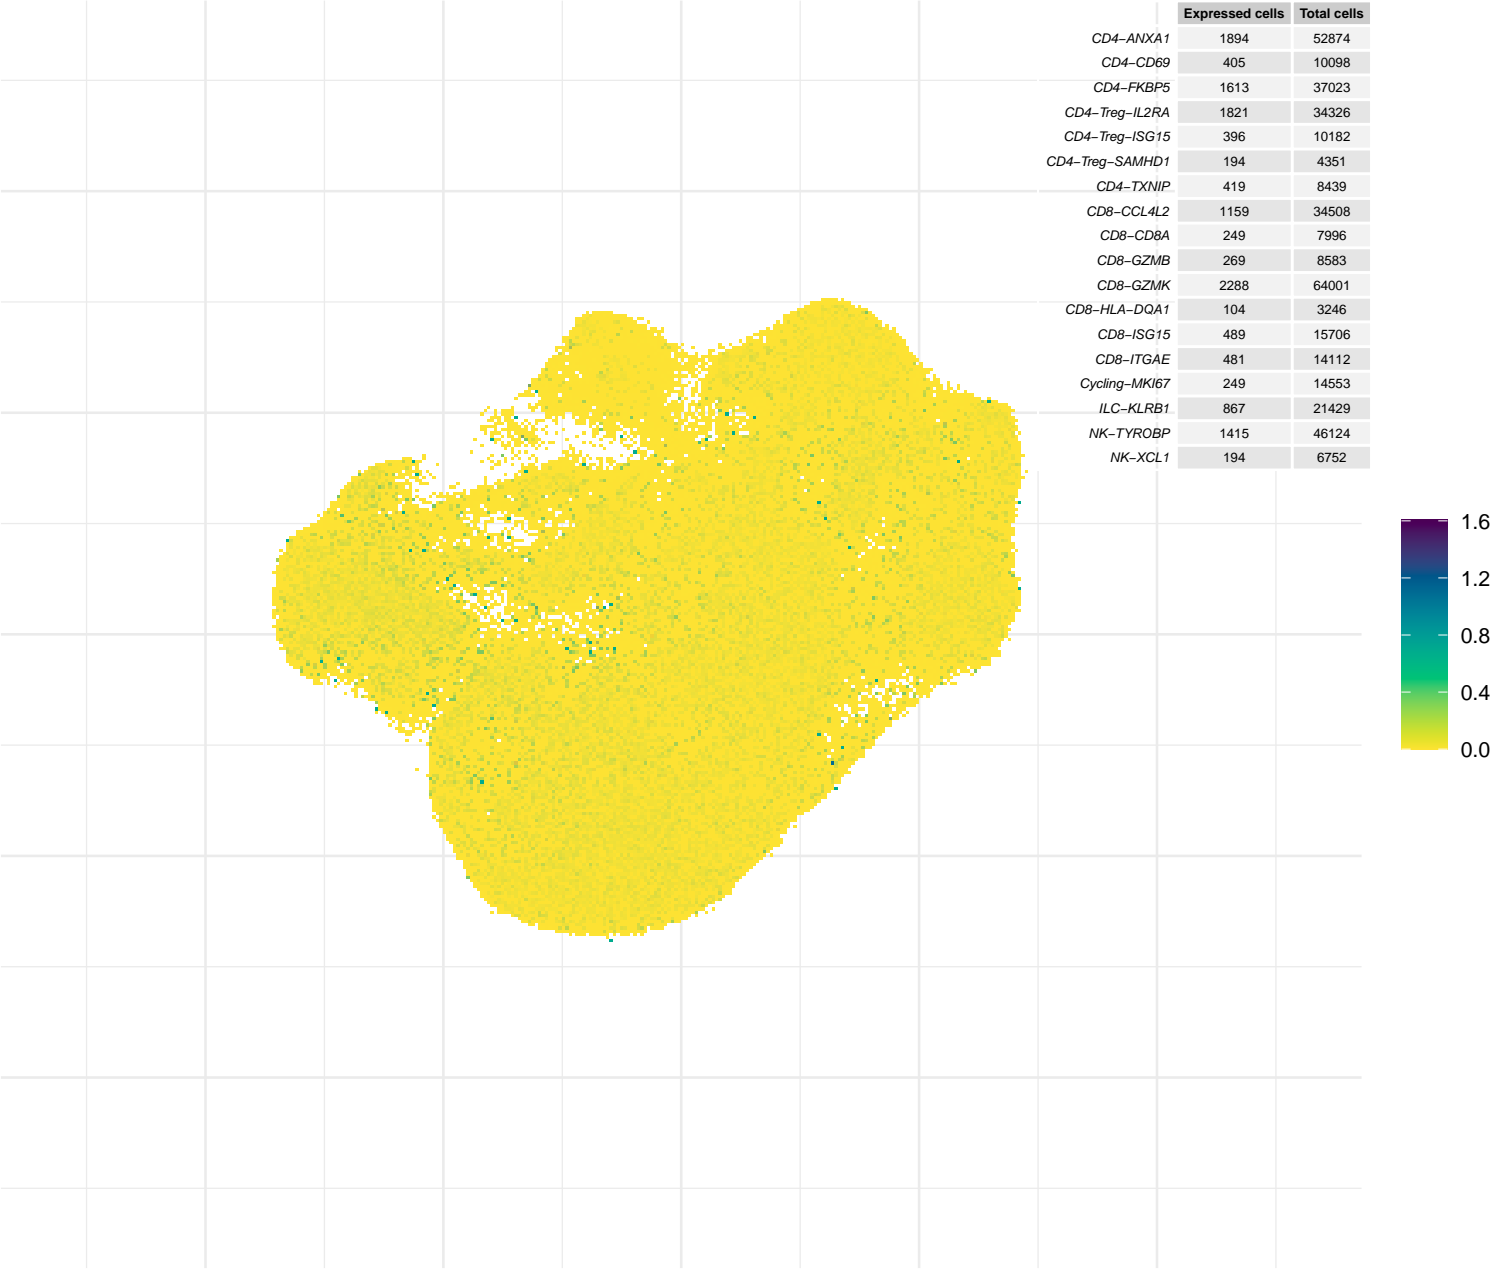 Expressed cells Total cells
CD4−ANXA1 1894 52874
CD4−CD69 405 10098
CD4−FKBP5 1613 37023
CD4−Treg−IL2RA 1821 34326
CD4−Treg−ISG15 396 10182
CD4−Treg−SAMHD1 194 4351
CD4−TXNIP 419 8439
CD8−CCL4L2 1159 34508
CD8−CD8A 249 7996
CD8−GZMB 269 8583
CD8−GZMK 2288 64001
CD8−HLA−DQA1 104 3246
CD8−ISG15 489 15706
CD8−ITGAE 481 14112
Cycling−MKI67 249 14553
ILC−KLRB1 867 21429
NK−TYROBP 1415 46124
NK−XCL1 194 6752
1.6
1.2
0.8
0.4
0.0